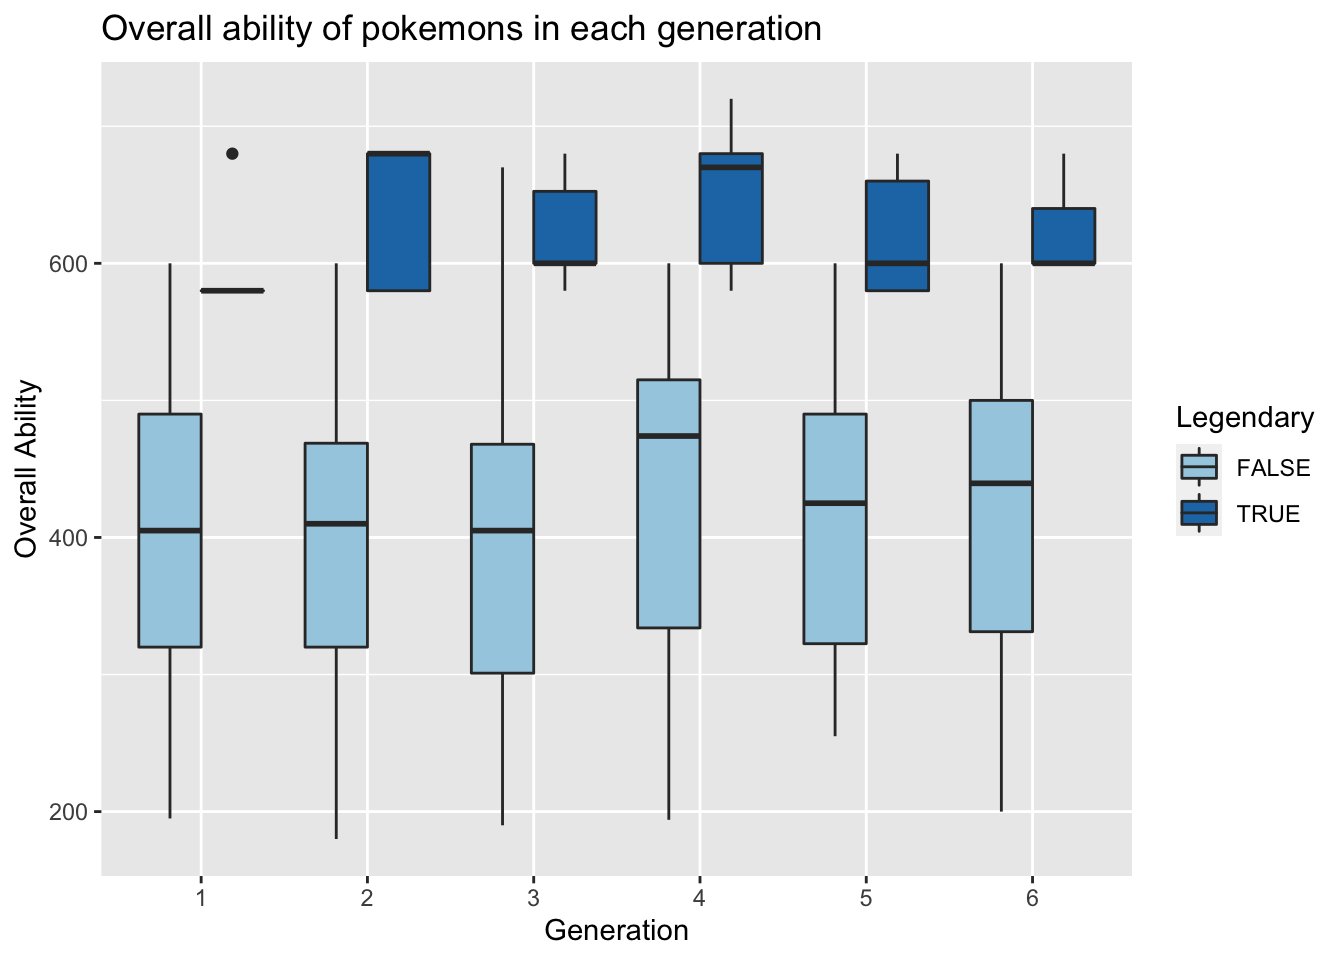 Overall ability of pokemons in each generation
Overall Ability
600
400
200
1 2 3 4 5 6
Generation
Legendary
FALSE
TRUE